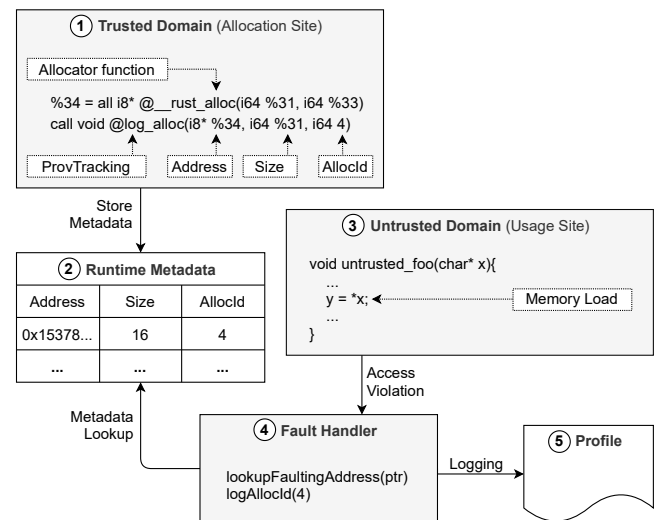 1 Trusted Domain (Allocation Site)
Allocator function
%34 = all i8* @__rust_alloc(i64 %31, i64 %33)
call void @log_alloc(i8* %34, i64 %31, i64 4)
ProvTracking Address Size AllocId
Store
Metadata
2 Runtime Metadata
Address Size AllocId
0x15378... 16 4
... ... ...
3 Untrusted Domain (Usage Site)
void untrusted_foo(char* x){
...
y = *x; Memory Load
...
}
Access
Violation
Metadata
Lookup
4 Fault Handler
lookupFaultingAddress(ptr)
logAllocId(4)
Logging
5 Profile